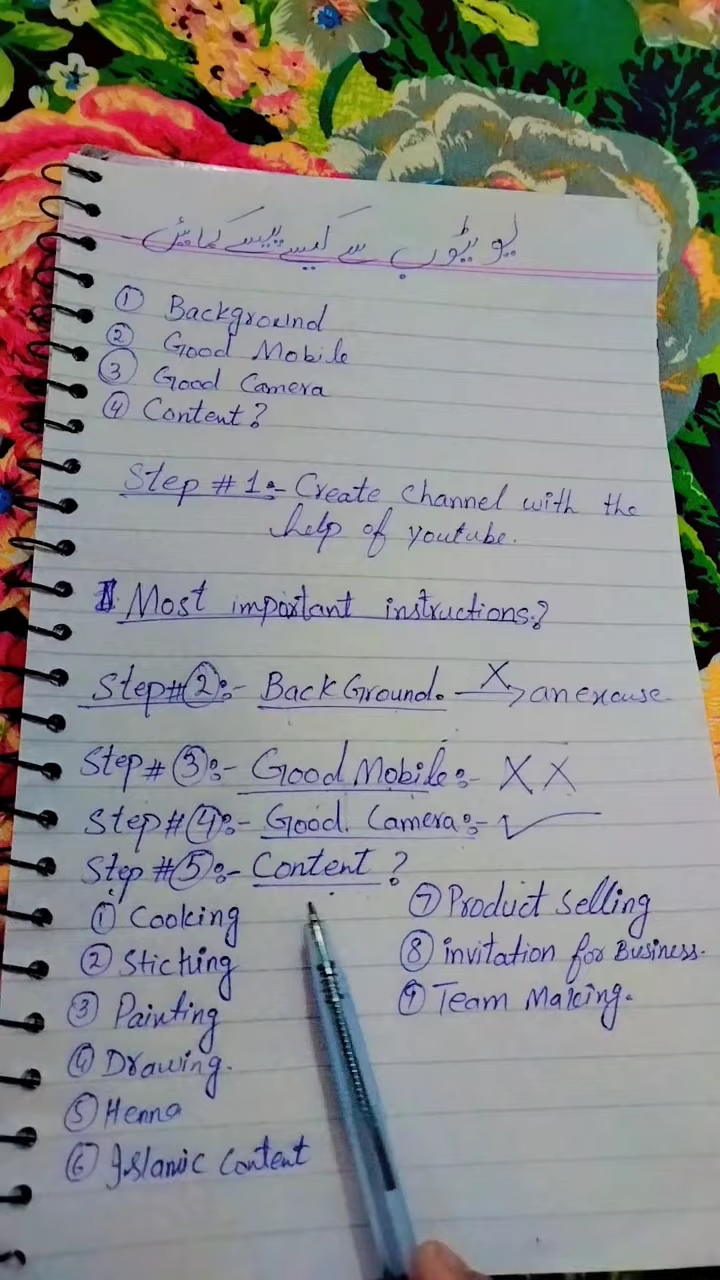 یوٹیوب سے کیسے پیسے کمائیں
① Background
② Good Mobile
③ Good Camera
④ Content?
Step # 1:- Create channel with the
help of youtube.
Most important instructions:?
Step#②:- BackGround. X → an excuse
Step# ③:- Good Mobile:- X X
Step#④:- Good Camera:- ✓
Step #⑤:- Content?
① Cooking
② Stiching
③ Painting
④ Drawing.
⑤ Henna
⑥ Islamic Content
⑦ Product Selling
⑧ invitation for Business.
⑨ Team Making.